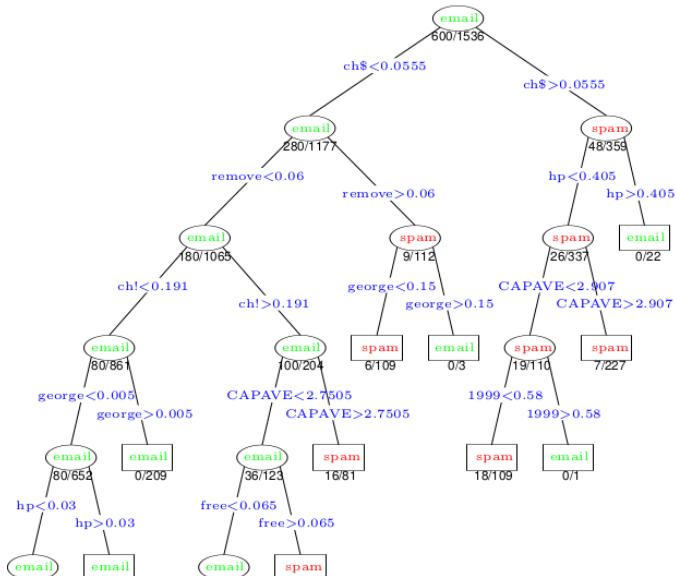 email
600/1536
ch$<0.0555
ch$>0.0555
email
280/1177
spam
48/359
remove<0.06
remove>0.06
hp<0.405
hp>0.405
email
180/1065
spam
9/112
spam
26/337
email
0/22
ch!<0.191
ch!>0.191
george<0.15
george>0.15
CAPAVE<2.907
CAPAVE>2.907
email
80/861
email
100/204
spam
6/109
email
0/3
spam
19/110
spam
7/227
george<0.005
george>0.005
CAPAVE<2.7505
CAPAVE>2.7505
1999<0.58
1999>0.58
email
80/652
email
0/209
email
36/123
spam
16/81
spam
18/109
email
0/1
hp<0.03
hp>0.03
free<0.065
free>0.065
email
email
email
spam